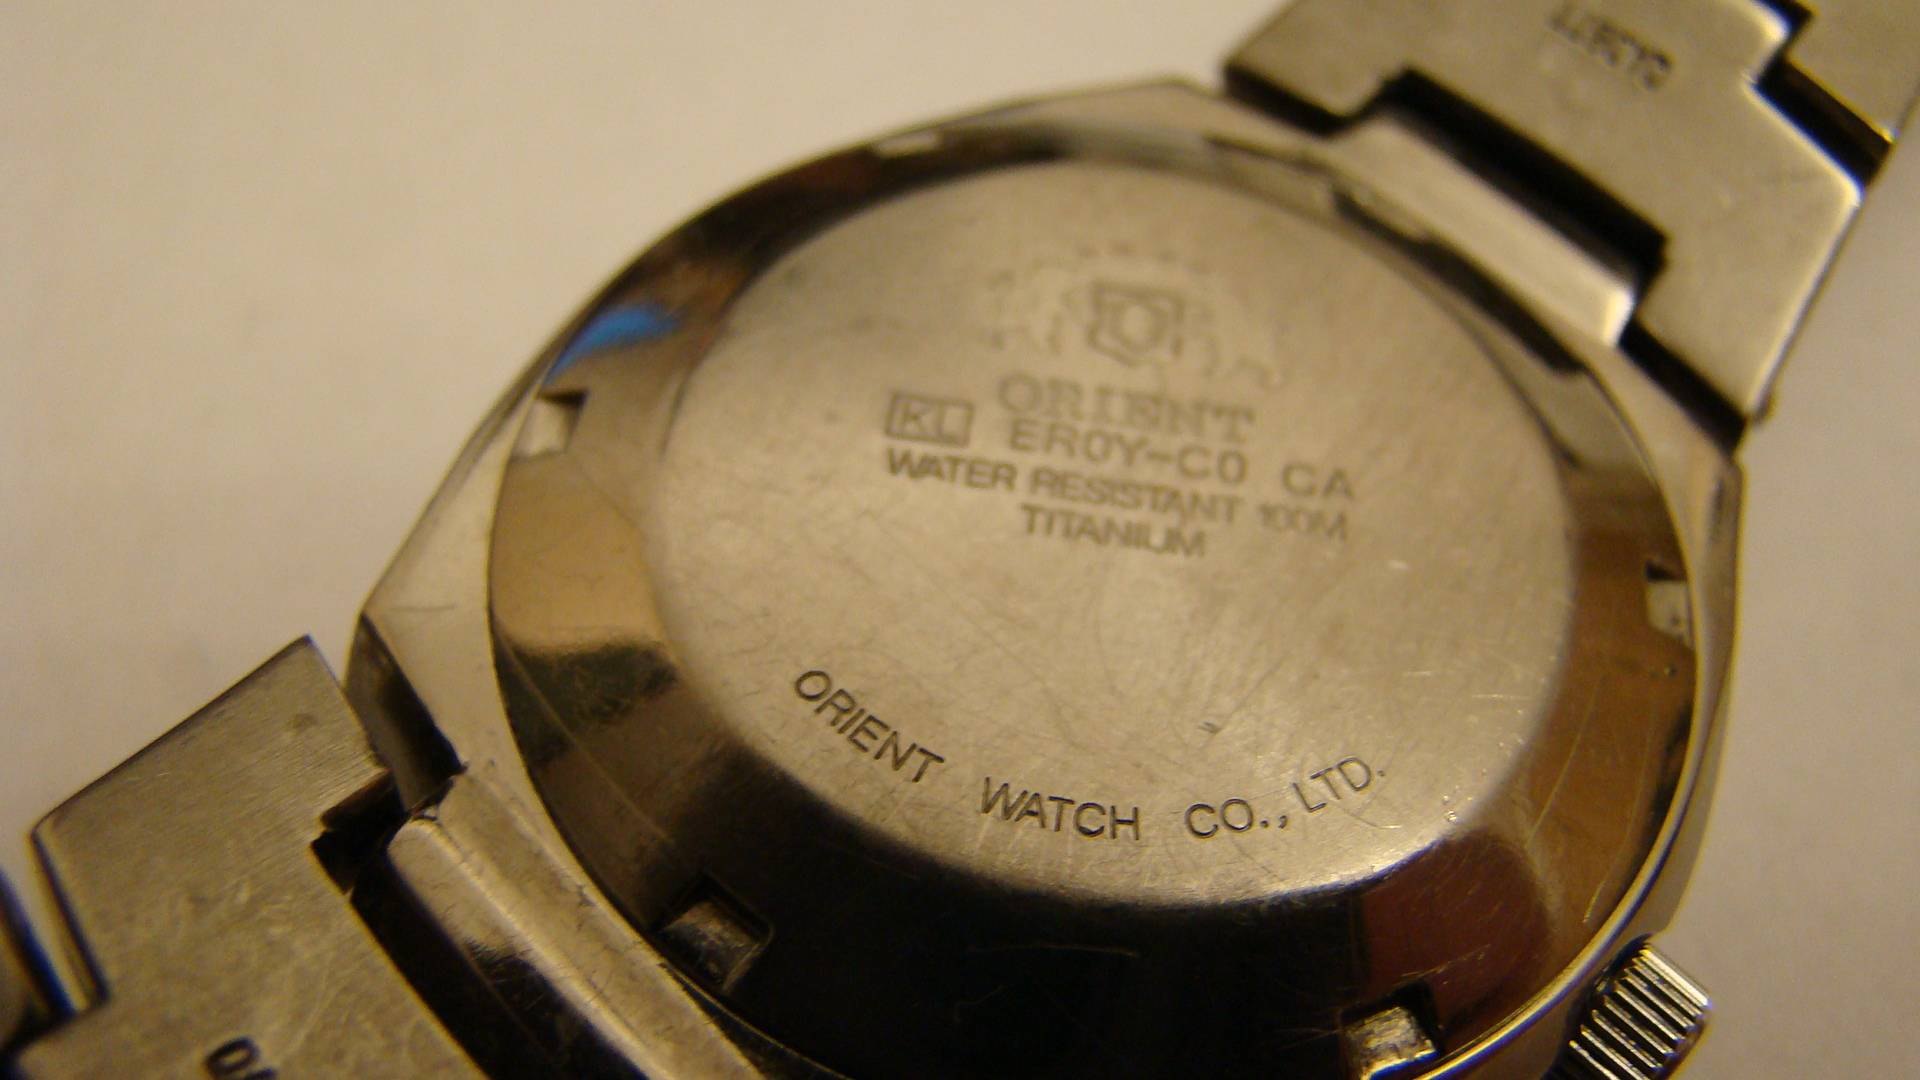 ORIENT
KL ER0Y-C0 CA
WATER RESISTANT 100M
TITANIUM
ORIENT WATCH CO., LTD.